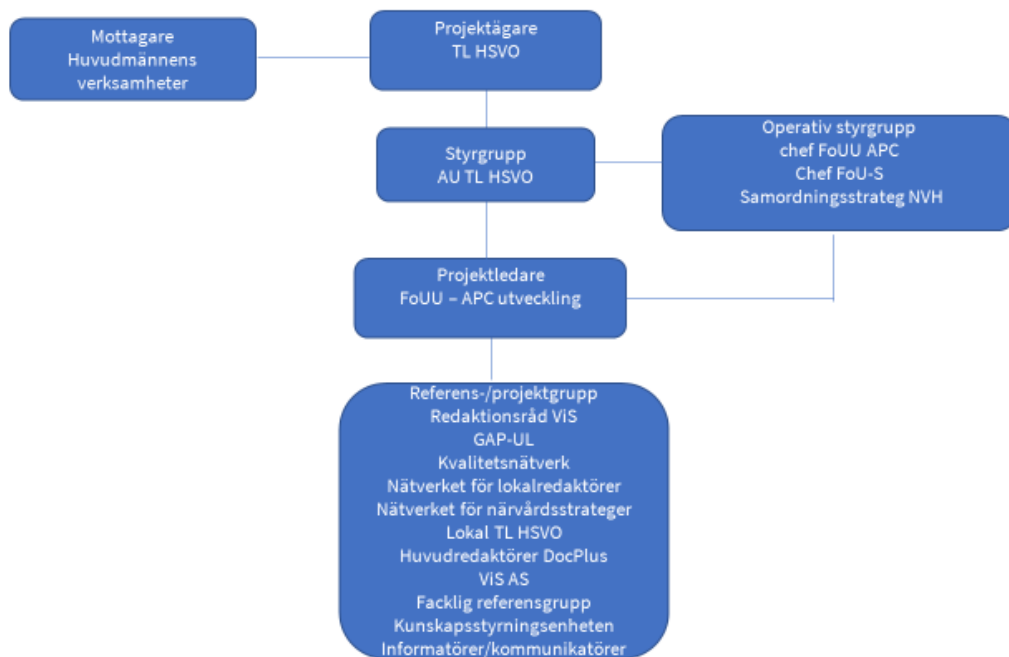 Mottagare
Huvudmännens
verksamheter
Projektägare
TL HSVO
Styrgrupp
AU TL HSVO
Operativ styrgrupp
chef FoUU APC
Chef FoU-S
Samordningsstrateg NVH
Projektledare
FoUU – APC utveckling
Referens-/projektgrupp
Redaktionsråd ViS
GAP-UL
Kvalitetsnätverk
Nätverket för lokalredaktörer
Nätverket för närvårdsstrateger
Lokal TL HSVO
Huvudredaktörer DocPlus
ViS AS
Facklig referensgrupp
Kunskapsstyrningsenheten
Informatörer/kommunikatörer